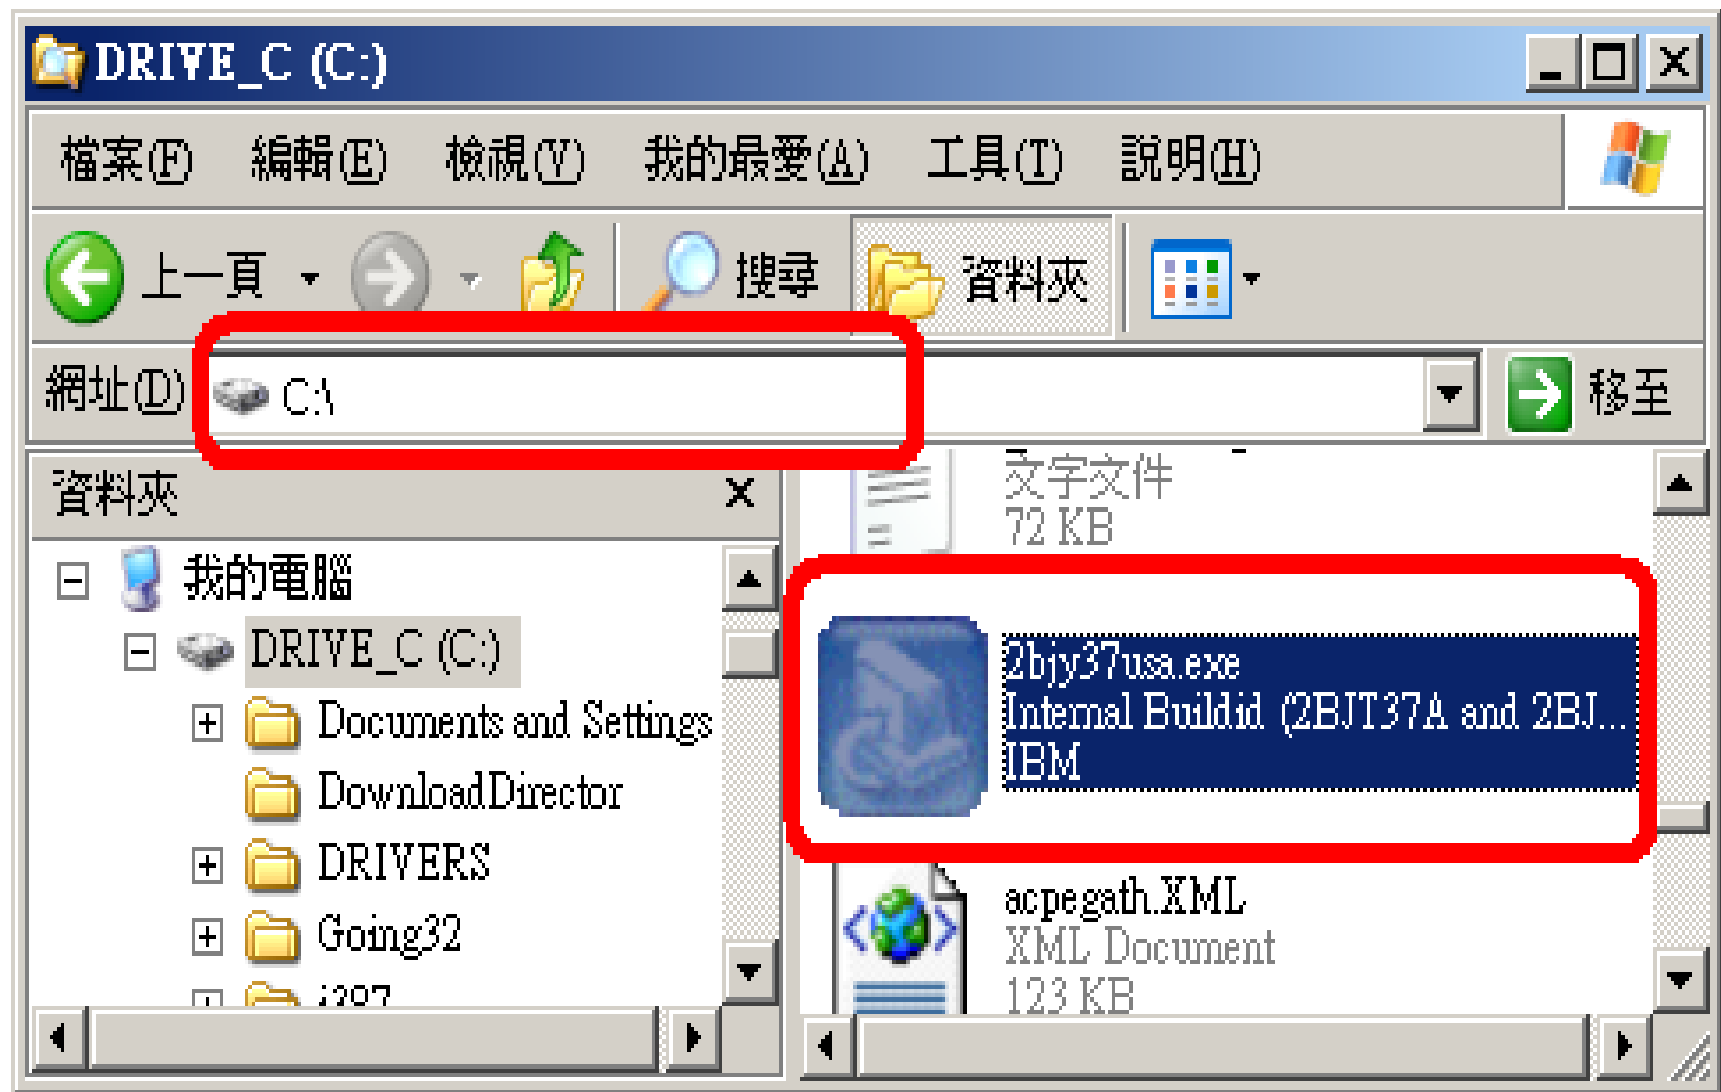 DRIVE_C (C:)
檔案(F) 編輯(E) 檢視(V) 我的最愛(A) 工具(T) 說明(H)
上一頁 搜尋 資料夾
網址(D) C:\ 移至
資料夾
我的電腦
DRIVE_C (C:)
Documents and Settings
DownloadDirector
DRIVERS
Going32
文字文件
72 KB
2bjy37usa.exe
Internal Buildid (2BJT37A and 2BJ...
IBM
acpegath.XML
XML Document
123 KB